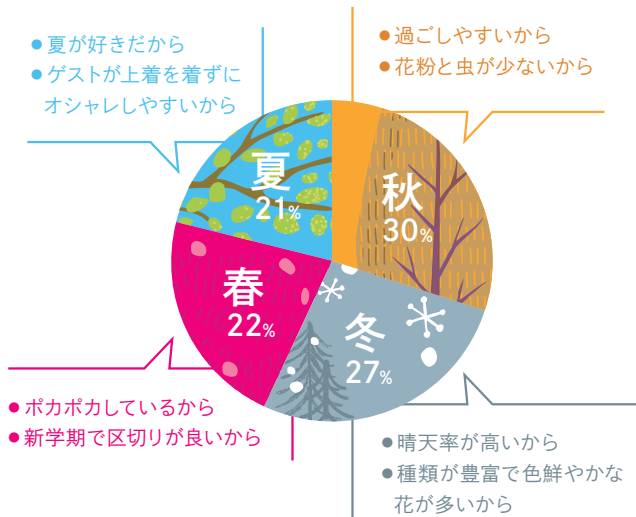 ● 夏が好きだから
● ゲストが上着を着ずに
オシャレしやすいから
● 過ごしやすいから
● 花粉と虫が少ないから
夏
21%
秋
30%
春
22%
冬
27%
● ポカポカしているから
● 新学期で区切りが良いから
● 晴天率が高いから
● 種類が豊富で色鮮やかな
花が多いから